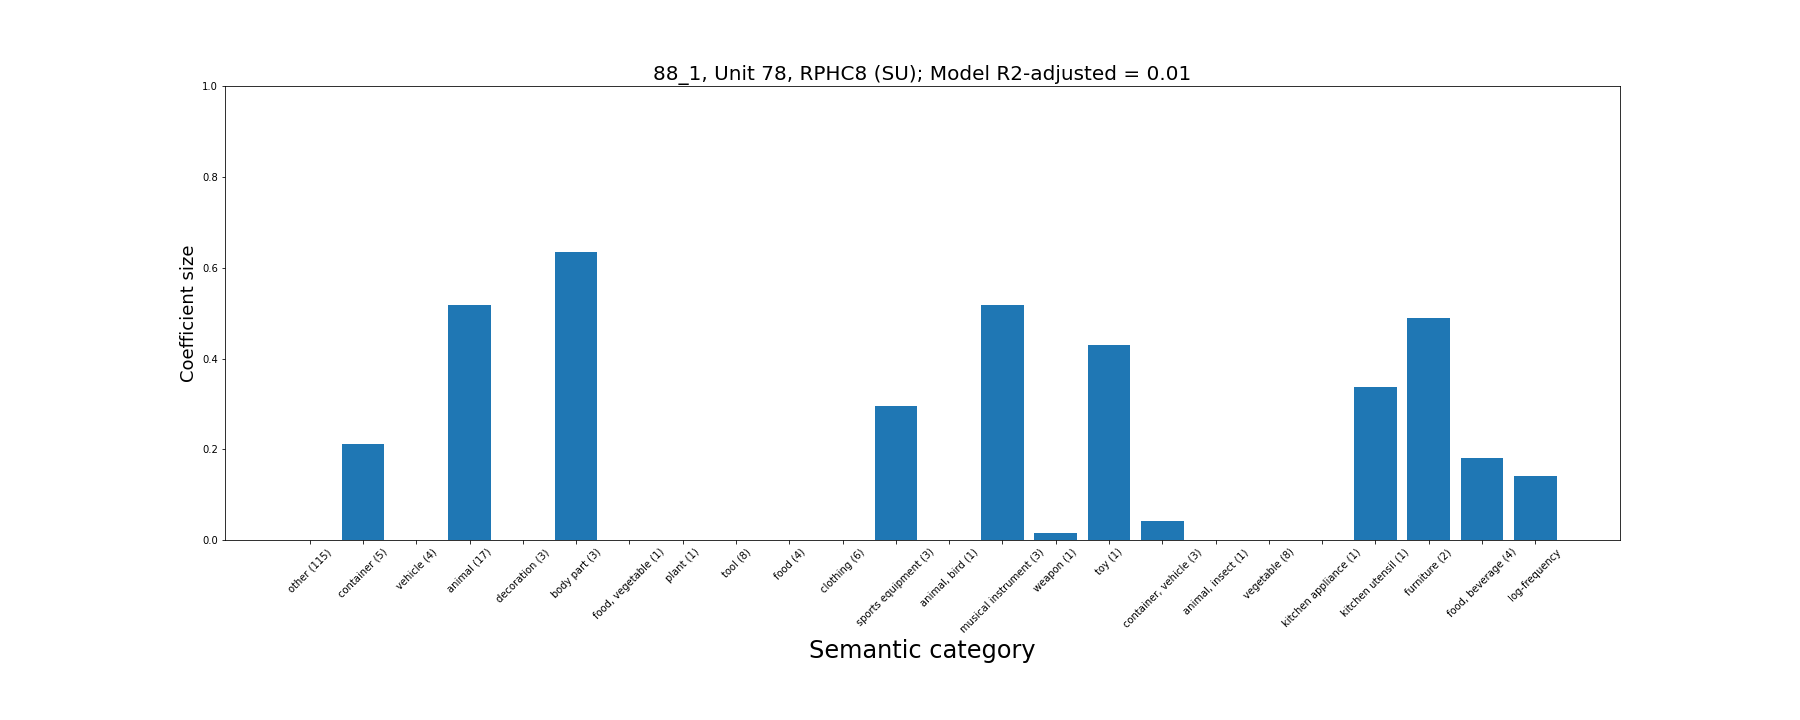 88_1, Unit 78, RPHC8 (SU); Model R2-adjusted = 0.01
1.0
0.8
0.6
0.4
0.2
0.0
Coefficient size
other (115)
container (5)
vehicle (4)
animal (17)
decoration (3)
body part (3)
food, vegetable (1)
plant (1)
tool (8)
food (4)
clothing (6)
sports equipment (3)
animal, bird (1)
musical instrument (3)
weapon (1)
toy (1)
container, vehicle (3)
animal, insect (1)
vegetable (8)
kitchen appliance (1)
kitchen utensil (1)
furniture (2)
food, beverage (4)
log-frequency
Semantic category